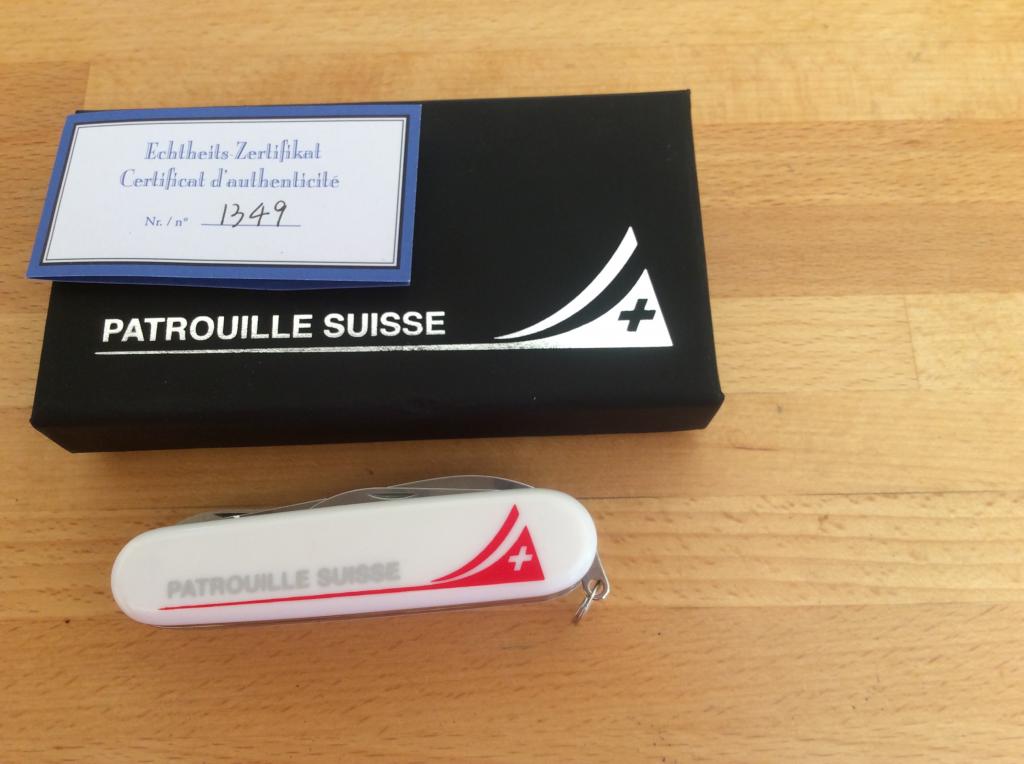 Echtheits-Zertifikat
Certificat d'authenticité
Nr. / n° 1349
PATROUILLE SUISSE
PATROUILLE SUISSE